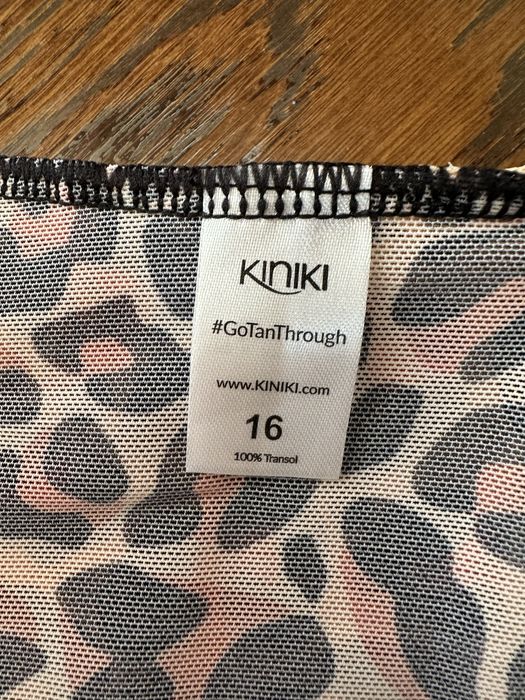 KINIKI
#GoTanThrough
www.KINIKI.com
16
100% Transol